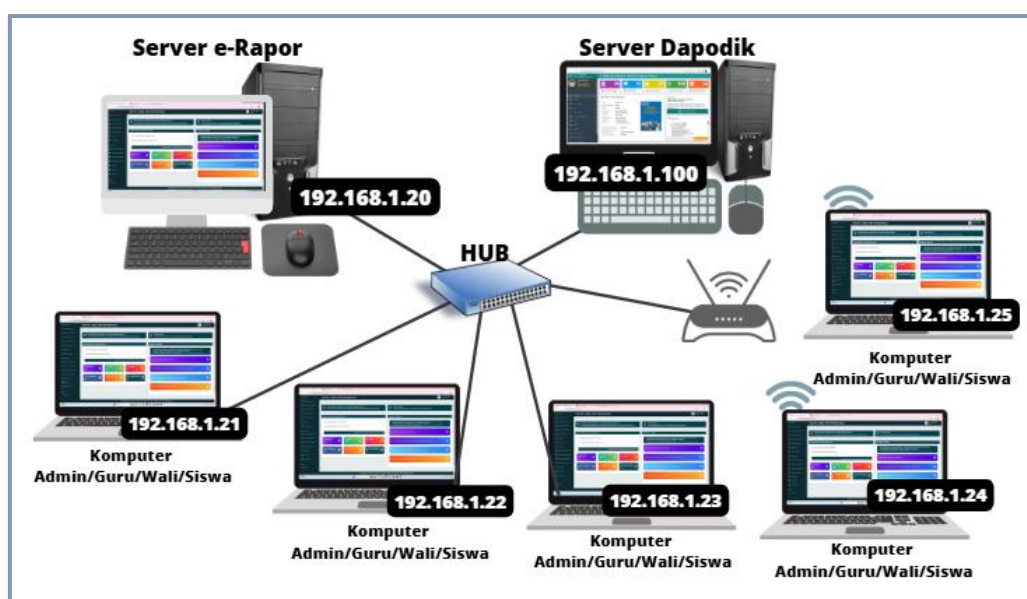 Server e-Rapor
Server Dapodik
192.168.1.20
192.168.1.100
HUB
192.168.1.25
Komputer
Admin/Guru/Wali/Siswa
192.168.1.21
Komputer
Admin/Guru/Wali/Siswa
192.168.1.22
Komputer
Admin/Guru/Wali/Siswa
192.168.1.23
Komputer
Admin/Guru/Wali/Siswa
192.168.1.24
Komputer
Admin/Guru/Wali/Siswa